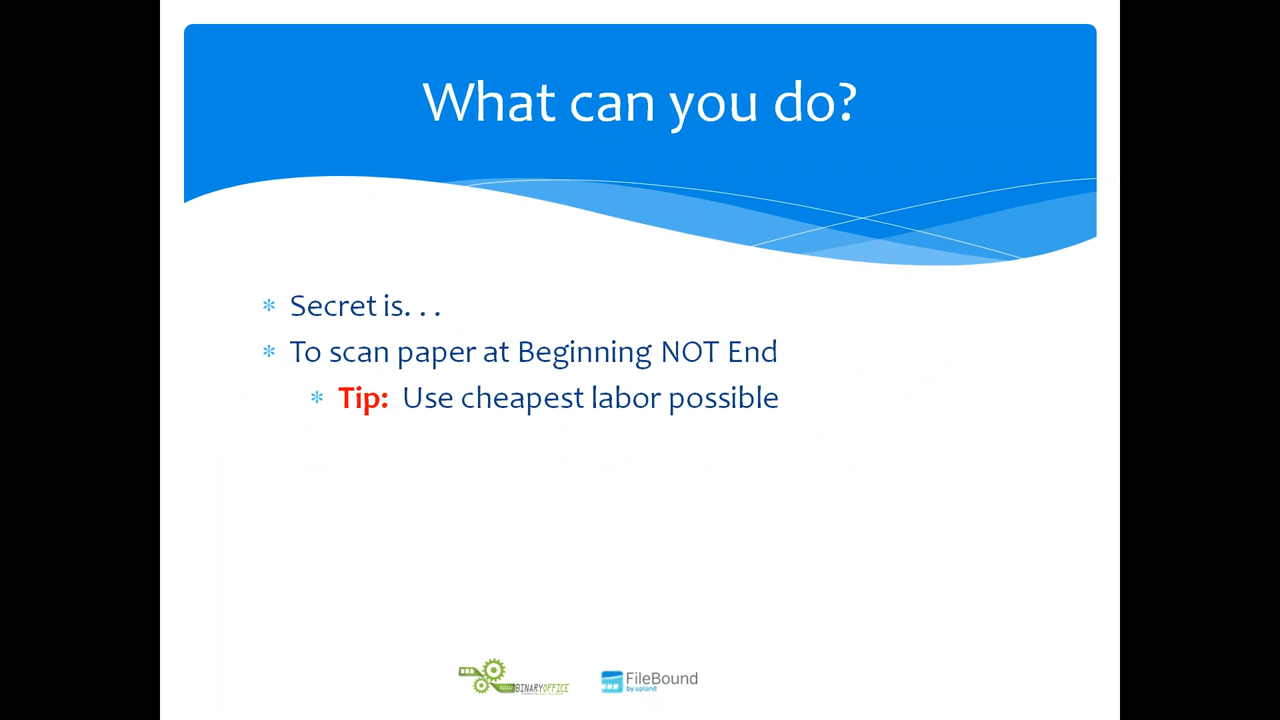 What can you do?
* Secret is. . .
* To scan paper at Beginning NOT End
* Tip: Use cheapest labor possible
BINARYOFFICE
FileBound
by upland